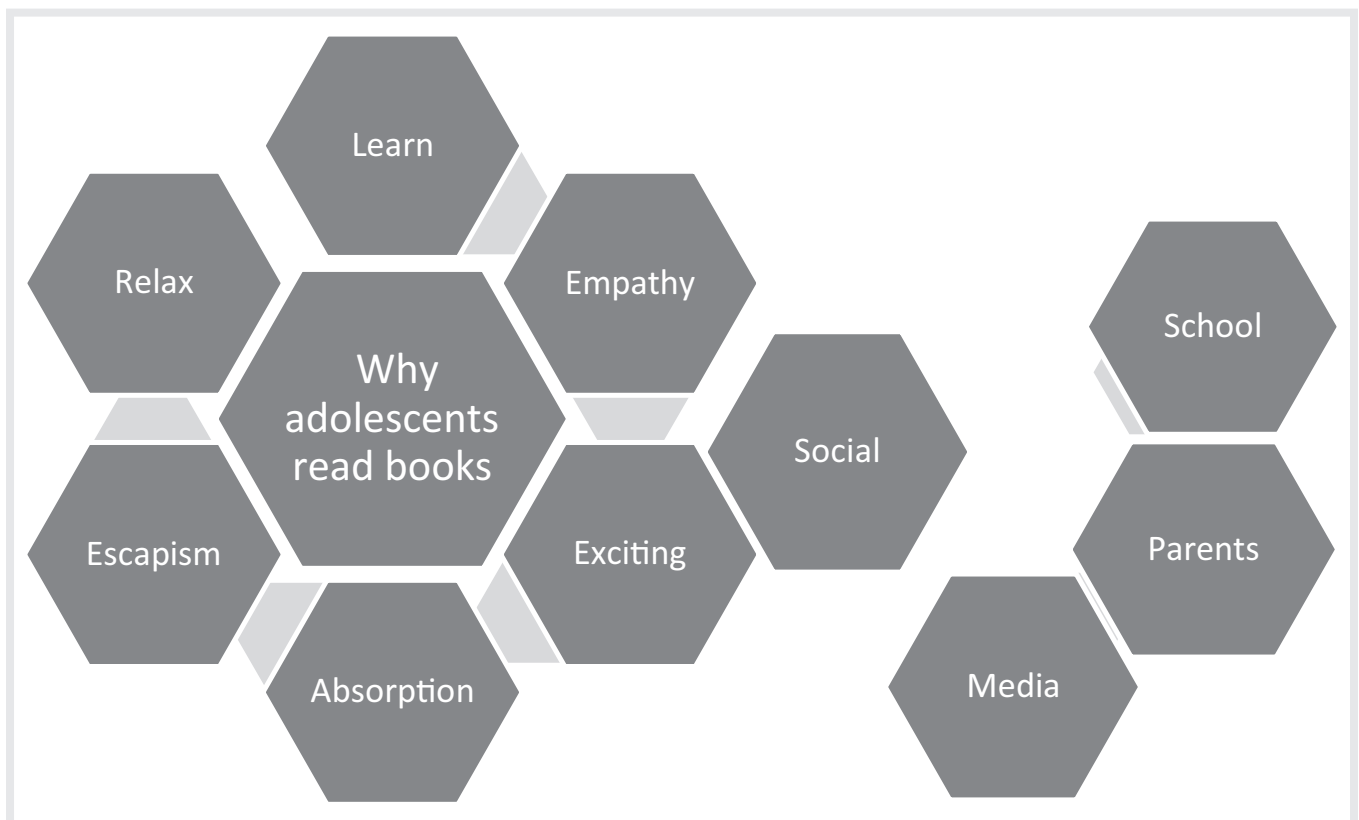 Learn
Relax
Empathy
School
Why
adolescents
read books
Social
Parents
Escapism
Exciting
Absorption
Media